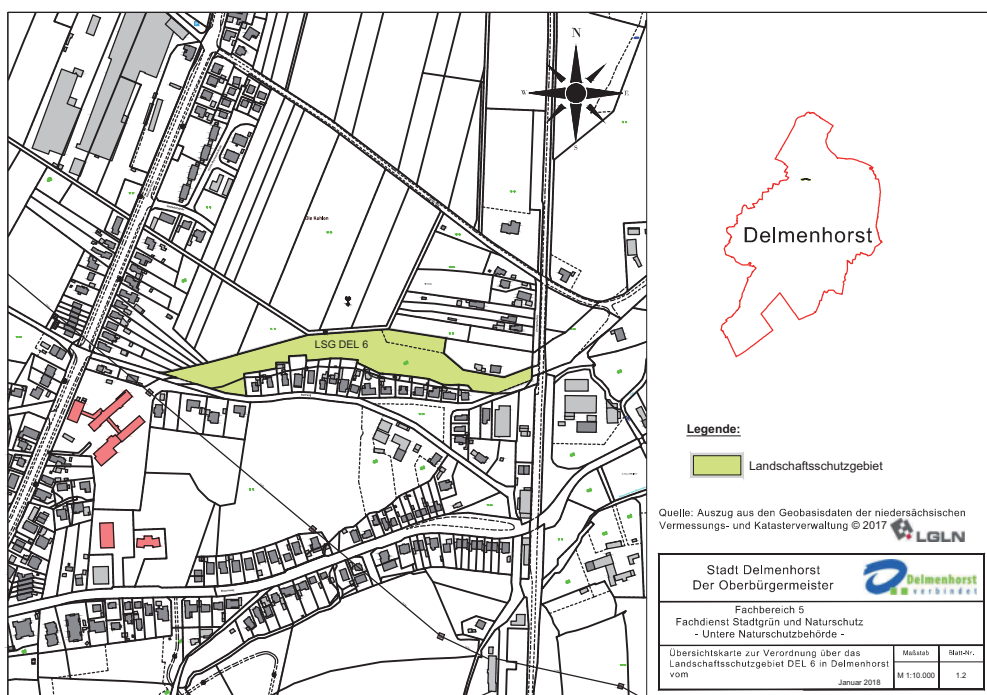 N
W
E
S
Die Kuhlen
LSG DEL 6
Delmenhorst
Legende:
Landschaftsschutzgebiet
Quelle: Auszug aus den Geobasisdaten der niedersächsischen
Vermessungs- und Katasterverwaltung © 2017
LGLN
Stadt Delmenhorst
Der Oberbürgermeister
Delmenhorst
verbindet
Fachbereich 5
Fachdienst Stadtgrün und Naturschutz
- Untere Naturschutzbehörde -
Übersichtskarte zur Verordnung über das
Landschaftsschutzgebiet DEL 6 in Delmenhorst
vom
Januar 2018
Maßstab
M 1:10.000
Blatt-Nr.
1.2